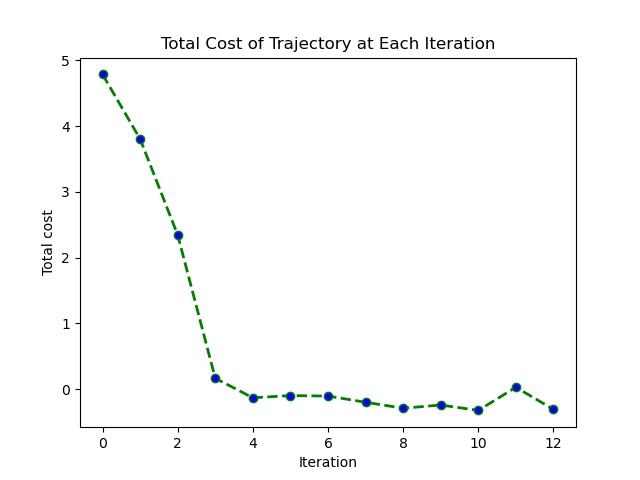 Total Cost of Trajectory at Each Iteration
5
4
3
2
1
0
Total cost
0 2 4 6 8 10 12
Iteration